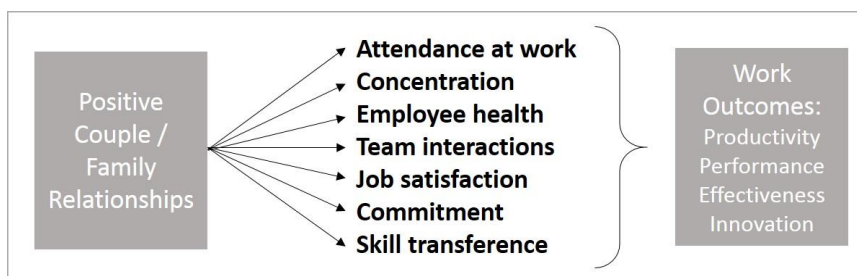 Positive
Couple /
Family
Relationships
Attendance at work
Concentration
Employee health
Team interactions
Job satisfaction
Commitment
Skill transference
Work
Outcomes:
Productivity
Performance
Effectiveness
Innovation